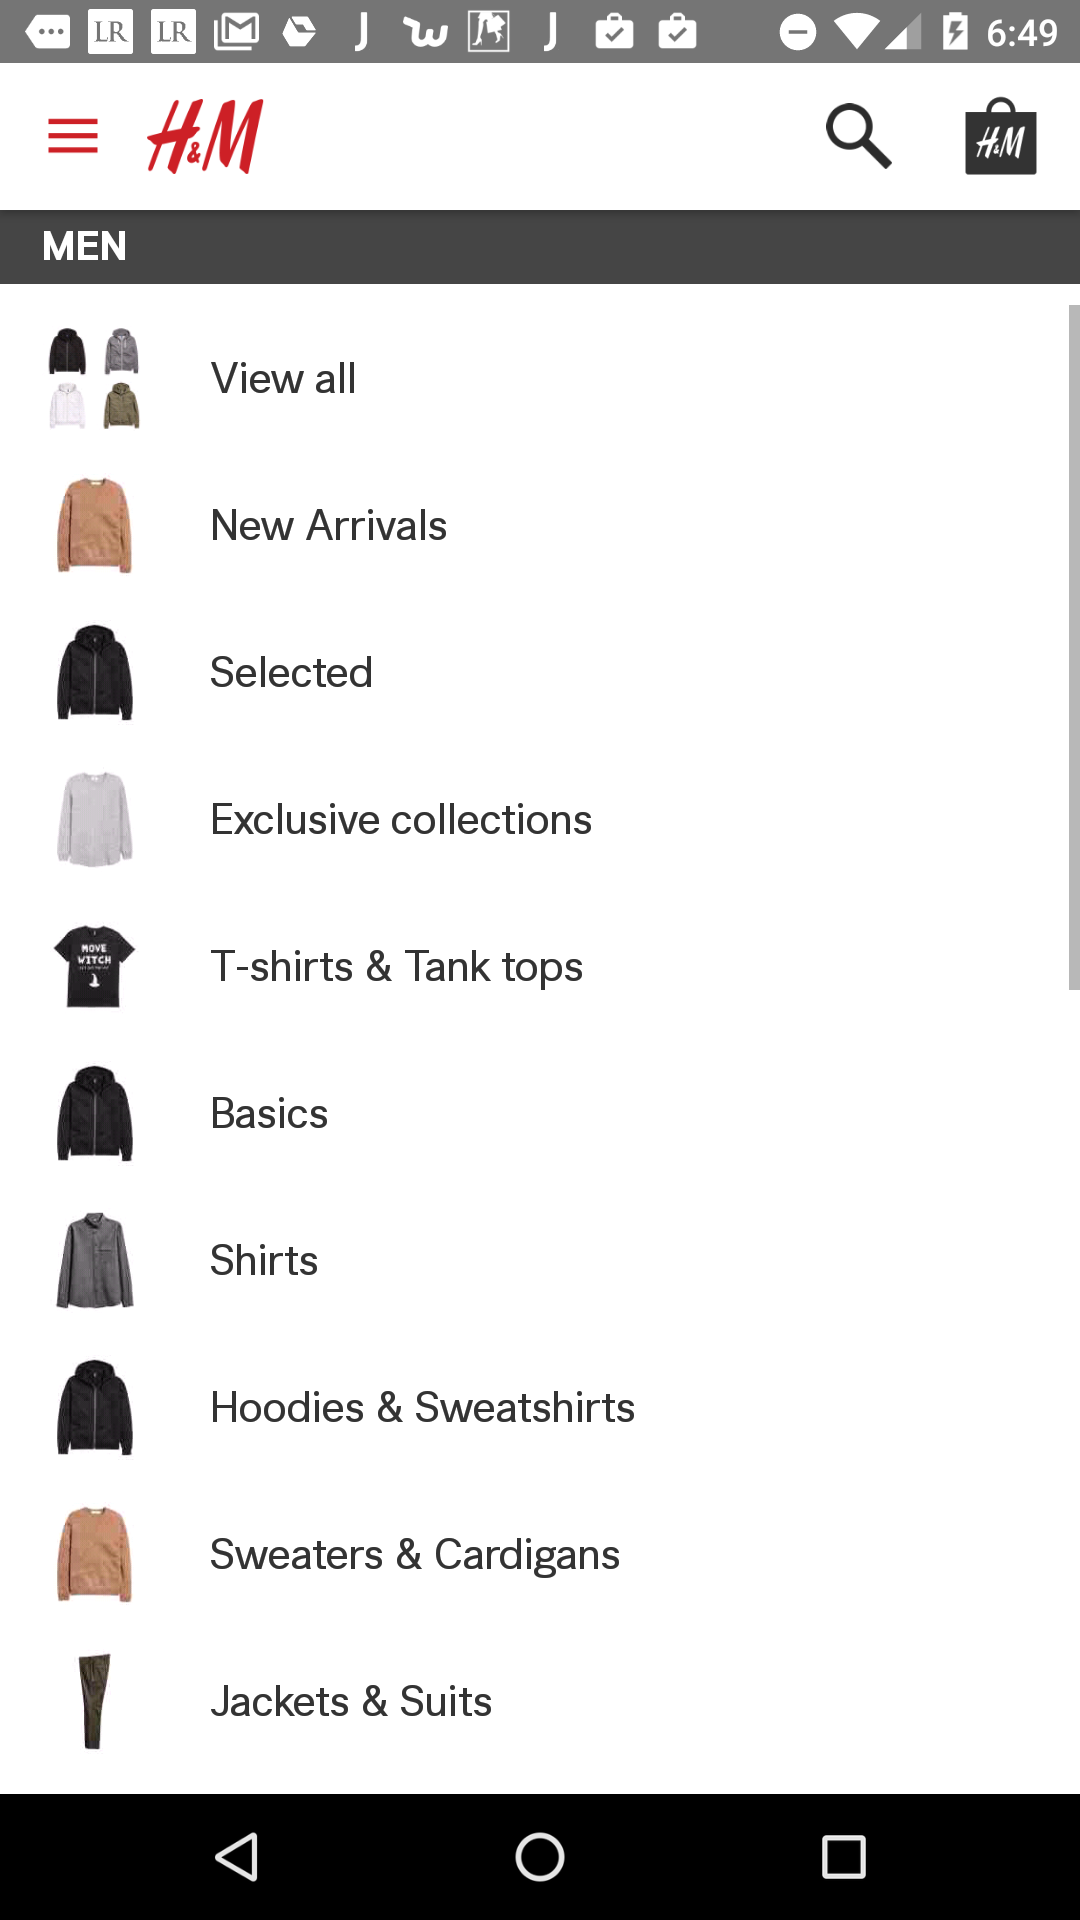 LR LR 6:49
H&M H&M
MEN
View all
New Arrivals
Selected
Exclusive collections
MOVE
WITCH
T-shirts & Tank tops
Basics
Shirts
Hoodies & Sweatshirts
Sweaters & Cardigans
Jackets & Suits